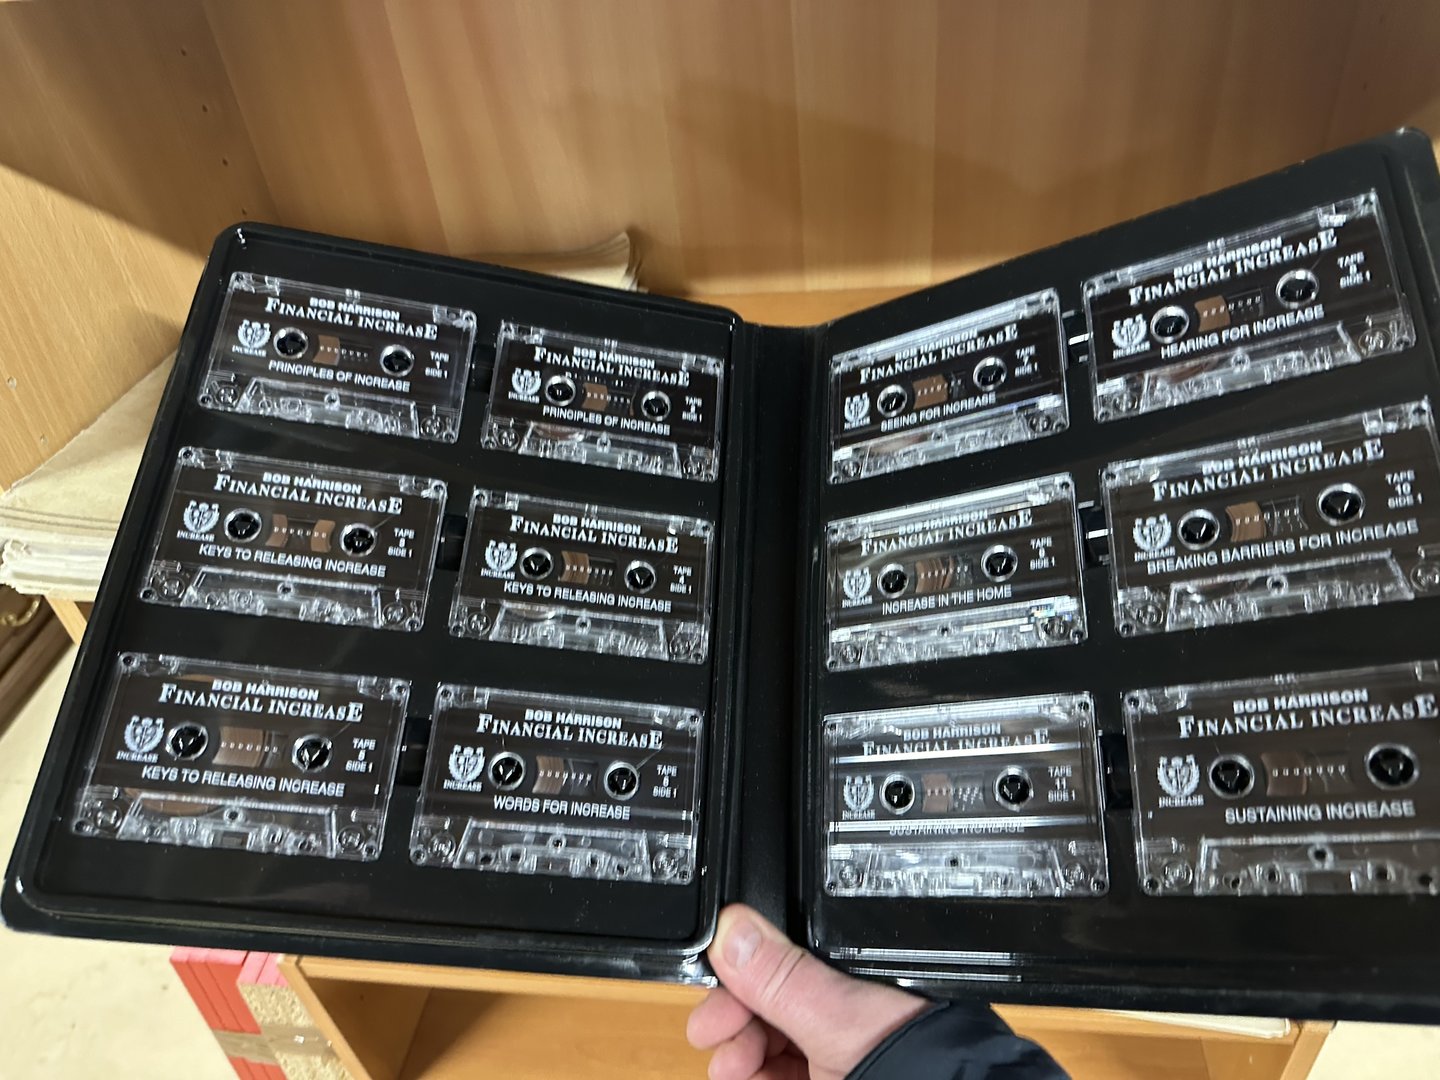 BOB HARRISON
FINANCIAL INCREASE
INCREASE
TAPE
1
SIDE 1
PRINCIPLES OF INCREASE
BOB HARRISON
FINANCIAL INCREASE
INCREASE
TAPE
2
SIDE 1
PRINCIPLES OF INCREASE
BOB HARRISON
FINANCIAL INCREASE
INCREASE
TAPE
3
SIDE 1
KEYS TO RELEASING INCREASE
BOB HARRISON
FINANCIAL INCREASE
INCREASE
TAPE
4
SIDE 1
KEYS TO RELEASING INCREASE
BOB HARRISON
FINANCIAL INCREASE
INCREASE
TAPE
5
SIDE 1
KEYS TO RELEASING INCREASE
BOB HARRISON
FINANCIAL INCREASE
INCREASE
TAPE
6
SIDE 1
WORDS FOR INCREASE
BOB HARRISON
FINANCIAL INCREASE
INCREASE
TAPE
7
SIDE 1
SEEING FOR INCREASE
BOB HARRISON
FINANCIAL INCREASE
INCREASE
TAPE
8
SIDE 1
HEARING FOR INCREASE
BOB HARRISON
FINANCIAL INCREASE
INCREASE
TAPE
9
SIDE 1
INCREASE IN THE HOME
BOB HARRISON
FINANCIAL INCREASE
INCREASE
TAPE
10
SIDE 1
BREAKING BARRIERS FOR INCREASE
BOB HARRISON
FINANCIAL INCREASE
INCREASE
TAPE
11
SIDE 1
SUSTAINING INCREASE
BOB HARRISON
FINANCIAL INCREASE
INCREASE
SUSTAINING INCREASE